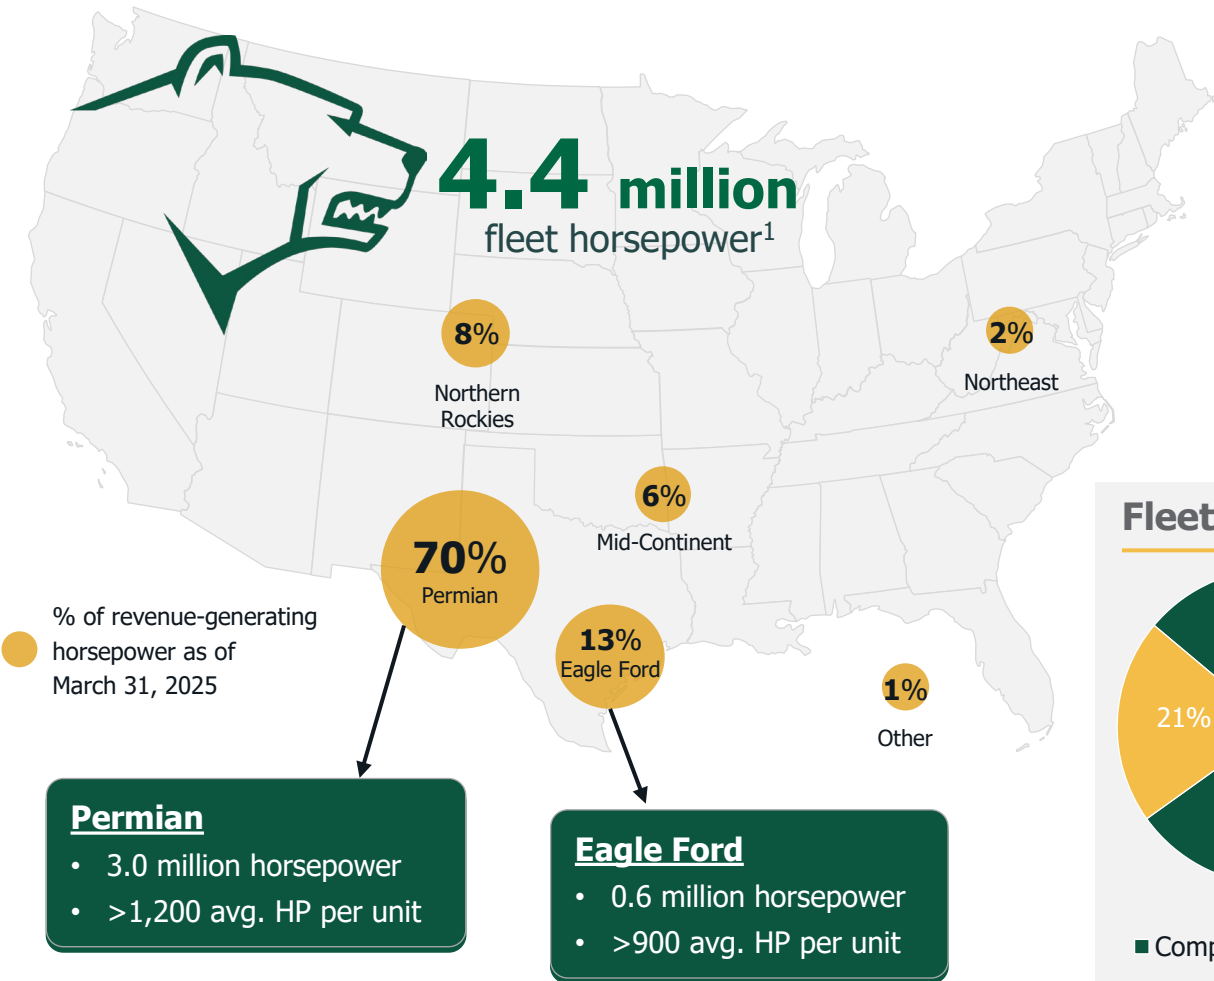 4.4 million
fleet horsepower1
8%
Northern
Rockies
2%
Northeast
6%
Mid-Continent
70%
Permian
13%
Eagle Ford
1%
Other
% of revenue-generating
horsepower as of
March 31, 2025
Permian
• 3.0 million horsepower
• >1,200 avg. HP per unit
Eagle Ford
• 0.6 million horsepower
• >900 avg. HP per unit
Fleet
21%